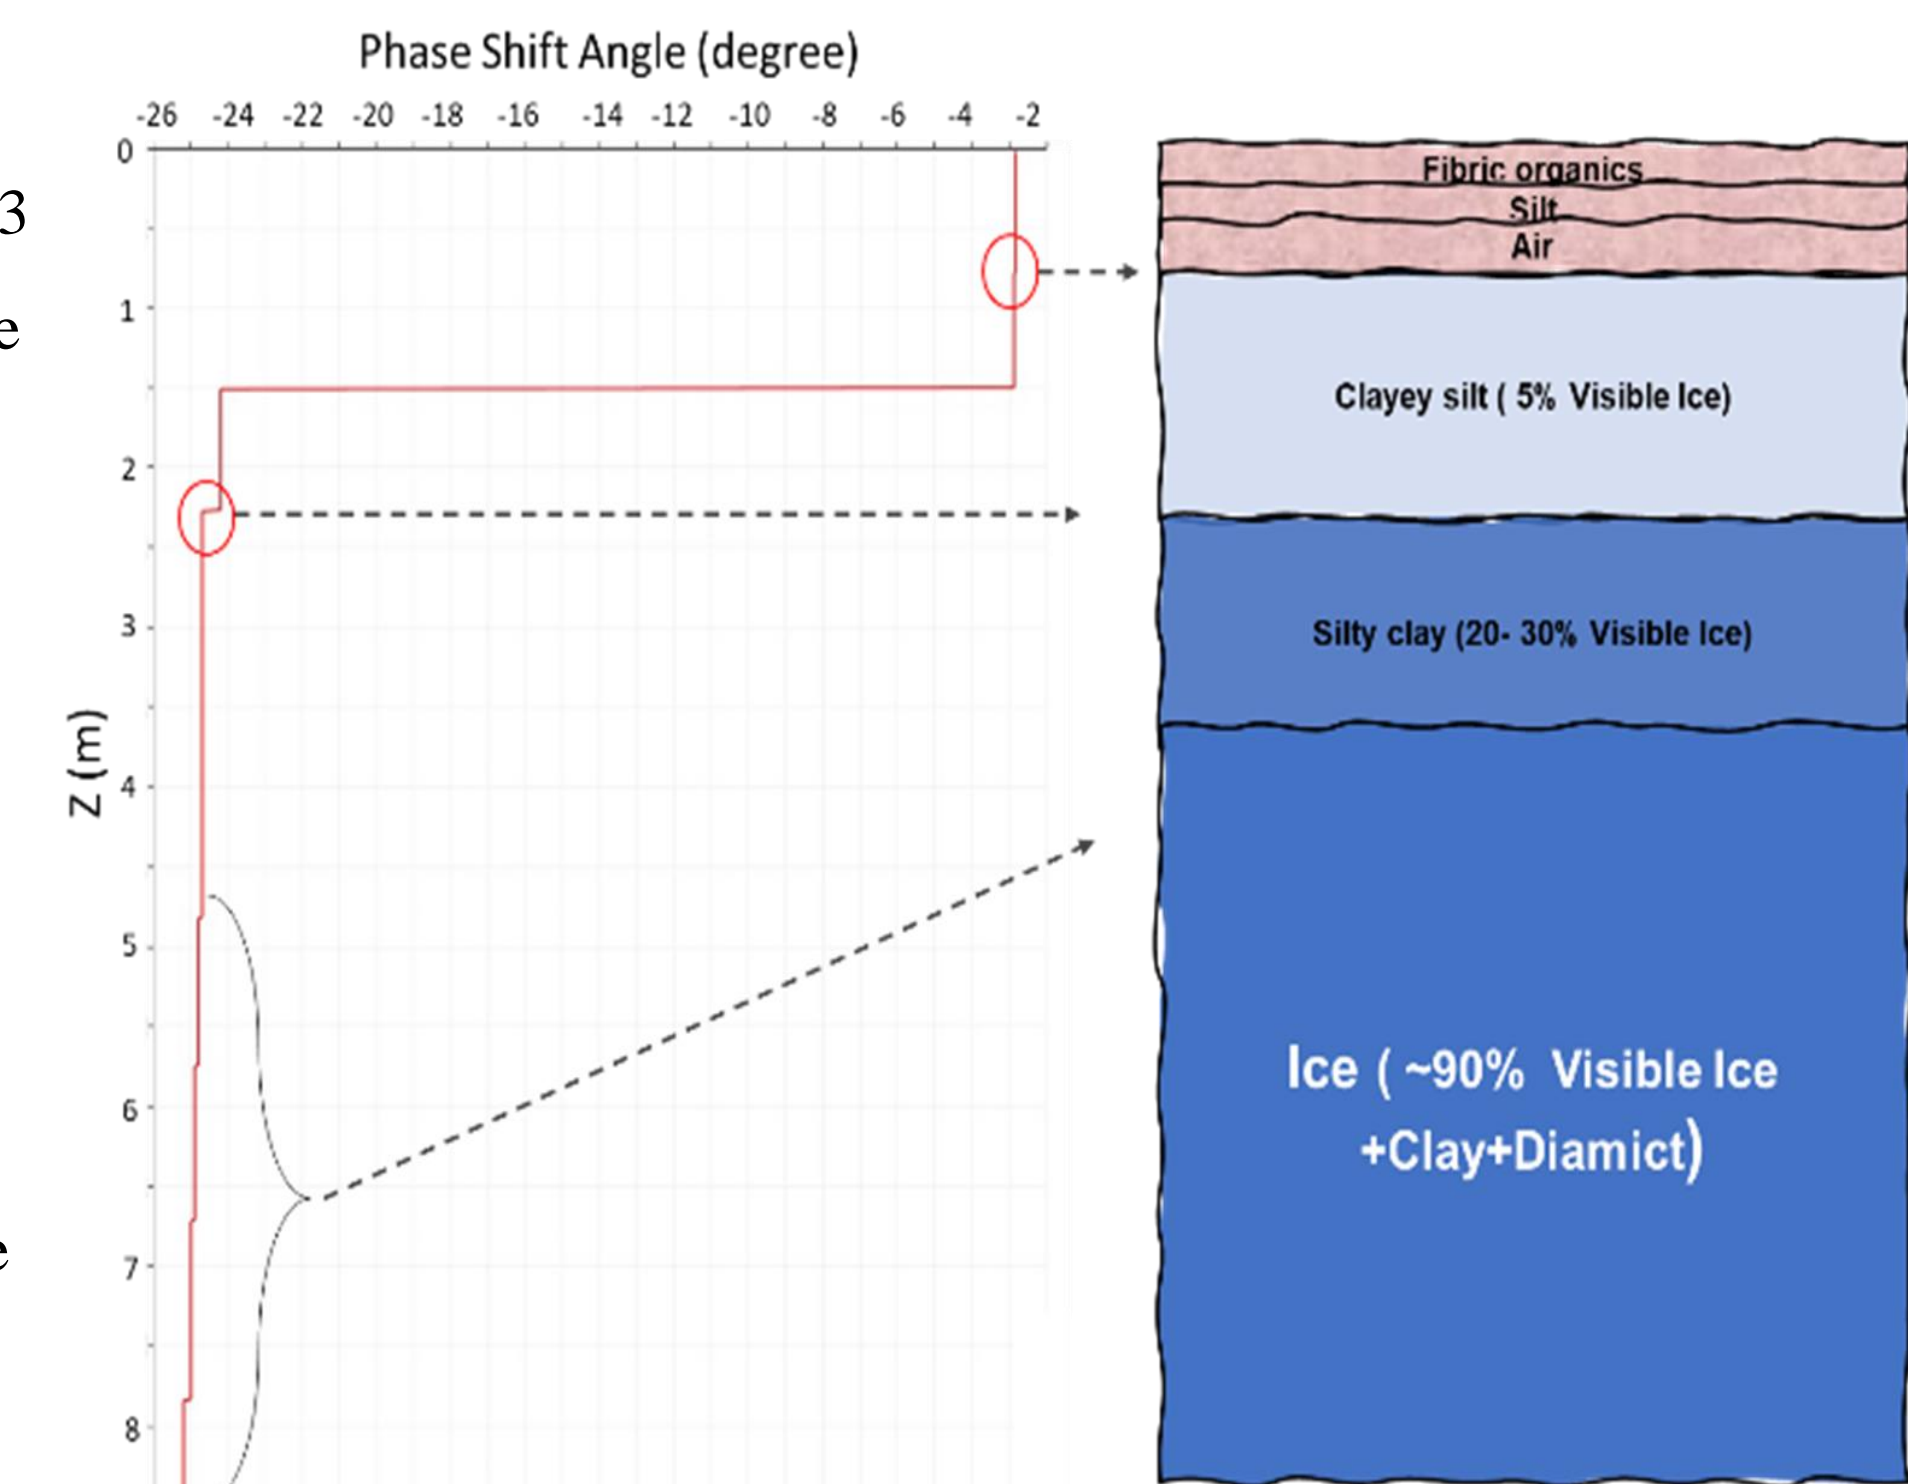 Phase Shift Angle (degree)
-26 -24 -22 -20 -18 -16 -14 -12 -10 -8 -6 -4 -2
0
3
1
e
2
3
Z (m)
4
5
6
e
7
8
Fibric organics
Silt
Air
Clayey silt ( 5% Visible Ice)
Silty clay (20- 30% Visible Ice)
Ice ( ~90% Visible Ice
+Clay+Diamict)